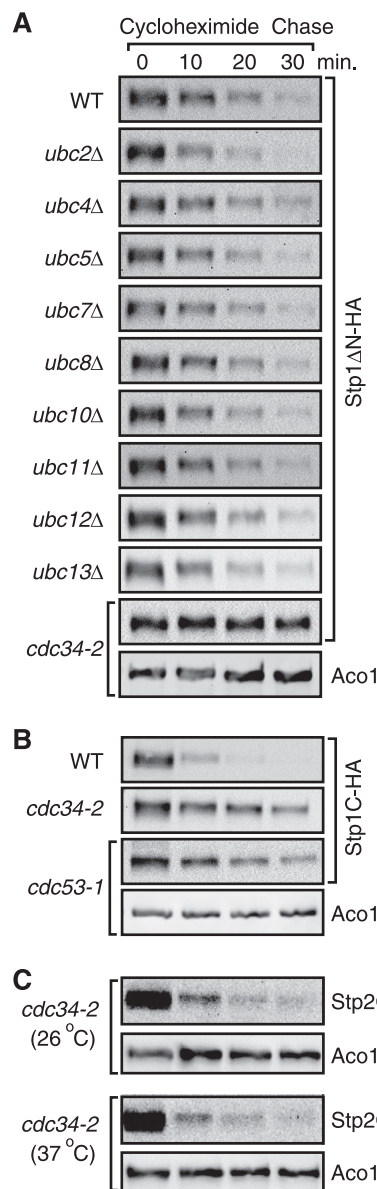 A
Cycloheximide Chase
0 10 20 30 min.
WT
ubc2Δ
ubc4Δ
ubc5Δ
ubc7Δ
ubc8Δ
ubc10Δ
ubc11Δ
ubc12Δ
ubc13Δ
Stp1ΔN-HA
cdc34-2
Aco1
B
WT
cdc34-2
cdc53-1
Stp1C-HA
Aco1
C
cdc34-2
(26 °C)
Stp2
Aco1
cdc34-2
(37 °C)
Stp2
Aco1